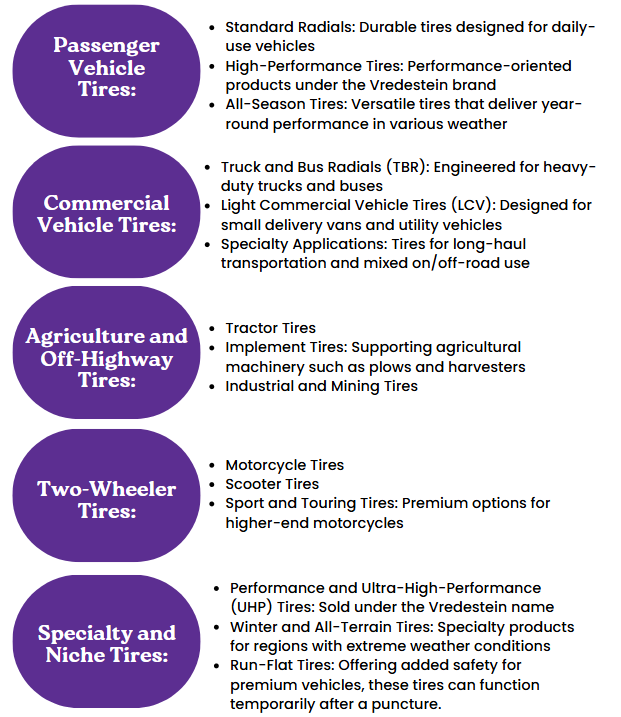 Passenger
Vehicle
Tires:
• Standard Radials: Durable tires designed for daily-
use vehicles
• High-Performance Tires: Performance-oriented
products under the Vredestein brand
• All-Season Tires: Versatile tires that deliver year-
round performance in various weather
Commercial
Vehicle Tires:
• Truck and Bus Radials (TBR): Engineered for heavy-
duty trucks and buses
• Light Commercial Vehicle Tires (LCV): Designed for
small delivery vans and utility vehicles
• Specialty Applications: Tires for long-haul
transportation and mixed on/off-road use
Agriculture and
Off-Highway
Tires:
• Tractor Tires
• Implement Tires: Supporting agricultural
machinery such as plows and harvesters
• Industrial and Mining Tires
Two-Wheeler
Tires:
• Motorcycle Tires
• Scooter Tires
• Sport and Touring Tires: Premium options for
higher-end motorcycles
Specialty and
Niche Tires:
• Performance and Ultra-High-Performance
(UHP) Tires: Sold under the Vredestein name
• Winter and All-Terrain Tires: Specialty products
for regions with extreme weather conditions
• Run-Flat Tires: Offering added safety for
premium vehicles, these tires can function
temporarily after a puncture.